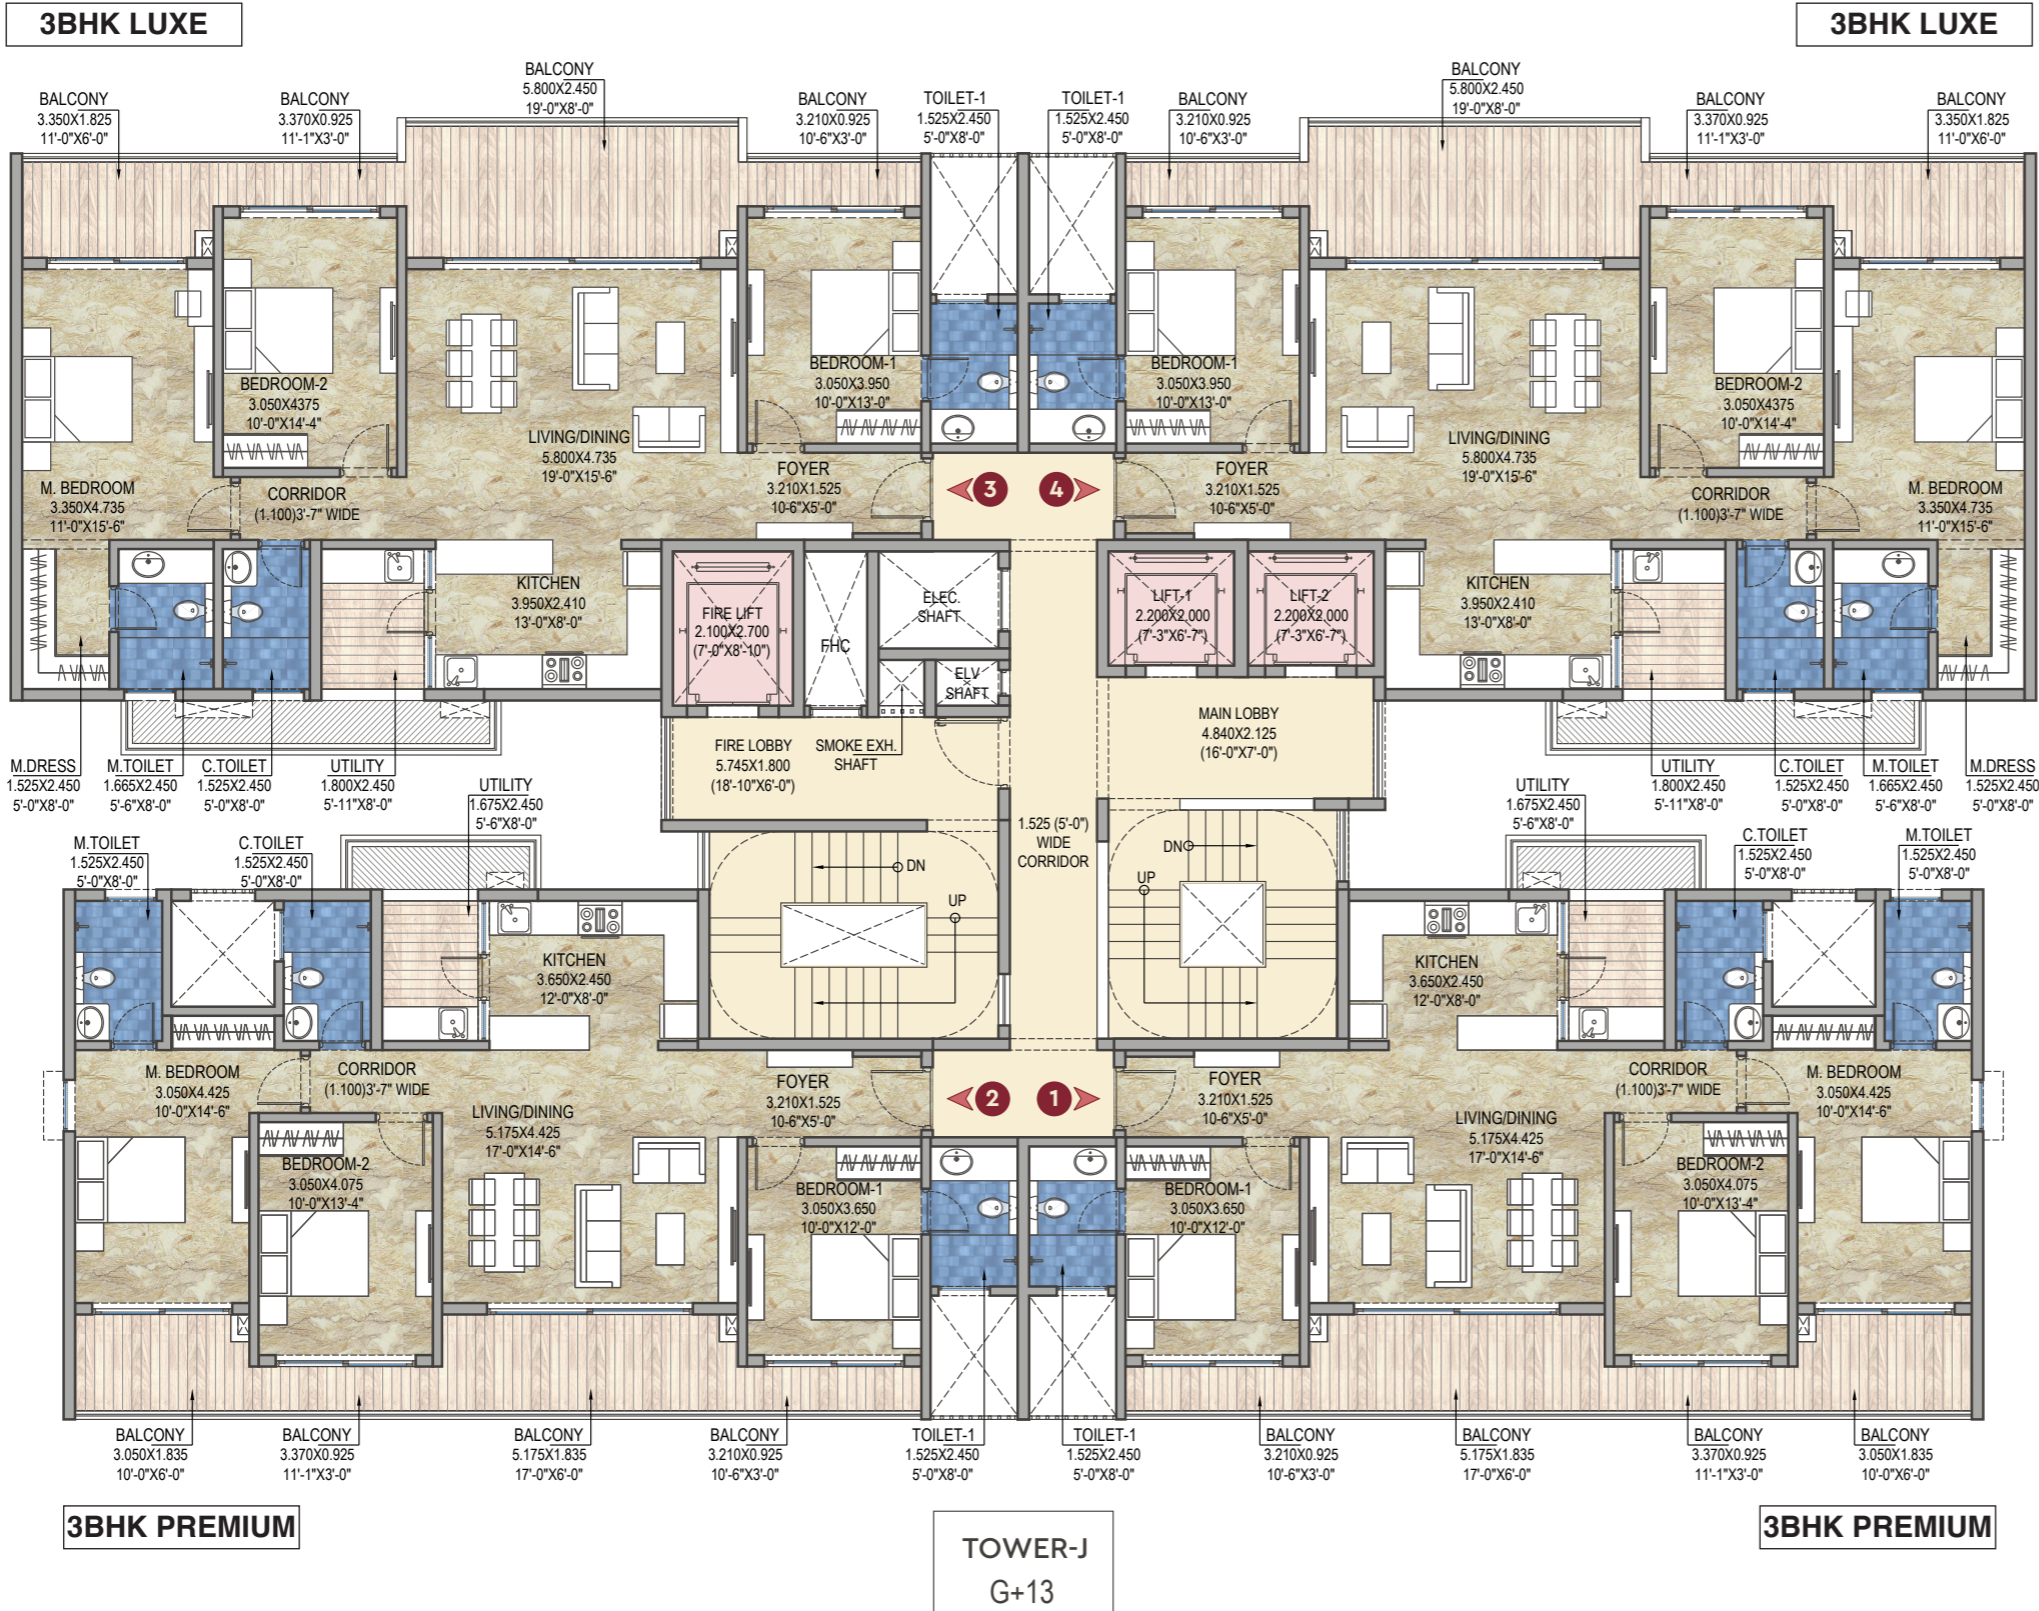 3BHK LUXE
3BHK LUXE
BALCONY
3.350X1.825
11'-0"X6'-0"
BALCONY
3.370X0.925
11'-1"X3'-0"
BALCONY
5.800X2.450
19'-0"X8'-0"
BALCONY
3.210X0.925
10'-6"X3'-0"
TOILET-1
1.525X2.450
5'-0"X8'-0"
TOILET-1
1.525X2.450
5'-0"X8'-0"
BALCONY
3.210X0.925
10'-6"X3'-0"
BALCONY
5.800X2.450
19'-0"X8'-0"
BALCONY
3.370X0.925
11'-1"X3'-0"
BALCONY
3.350X1.825
11'-0"X6'-0"
BEDROOM-2
3.050X4375
10'-0"X14'-4"
BEDROOM-1
3.050X3.950
10'-0"X13'-0"
BEDROOM-1
3.050X3.950
10'-0"X13'-0"
BEDROOM-2
3.050X4375
10'-0"X14'-4"
LIVING/DINING
5.800X4.735
19'-0"X15'-6"
LIVING/DINING
5.800X4.735
19'-0"X15'-6"
M. BEDROOM
3.350X4.735
11'-0"X15'-6"
CORRIDOR
(1.100)3'-7" WIDE
FOYER
3.210X1.525
10-6"X5'-0"
3
4
FOYER
3.210X1.525
10-6"X5'-0"
CORRIDOR
(1.100)3'-7" WIDE
M. BEDROOM
3.350X4.735
11'-0"X15'-6"
KITCHEN
3.950X2.410
13'-0"X8'-0"
FIRE LIFT
2.100X2.700
(7'-0"X8'-10")
FHC
ELEC.
SHAFT
ELV
SHAFT
LIFT-1
2.200X2.000
(7'-3"X6'-7")
LIFT-2
2.200X2.000
(7'-3"X6'-7")
KITCHEN
3.950X2.410
13'-0"X8'-0"
FIRE LOBBY
5.745X1.800
(18'-10"X6'-0")
SMOKE EXH.
SHAFT
MAIN LOBBY
4.840X2.125
(16'-0"X7'-0")
M.DRESS
1.525X2.450
5'-0"X8'-0"
M.TOILET
1.665X2.450
5'-6"X8'-0"
C.TOILET
1.525X2.450
5'-0"X8'-0"
UTILITY
1.800X2.450
5'-11"X8'-0"
UTILITY
1.675X2.450
5'-6"X8'-0"
UTILITY
1.675X2.450
5'-6"X8'-0"
UTILITY
1.800X2.450
5'-11"X8'-0"
C.TOILET
1.525X2.450
5'-0"X8'-0"
M.TOILET
1.665X2.450
5'-6"X8'-0"
M.DRESS
1.525X2.450
5'-0"X8'-0"
M.TOILET
1.525X2.450
5'-0"X8'-0"
C.TOILET
1.525X2.450
5'-0"X8'-0"
1.525 (5'-0")
WIDE
CORRIDOR
C.TOILET
1.525X2.450
5'-0"X8'-0"
M.TOILET
1.525X2.450
5'-0"X8'-0"
DN
UP
DN
UP
KITCHEN
3.650X2.450
12'-0"X8'-0"
KITCHEN
3.650X2.450
12'-0"X8'-0"
M. BEDROOM
3.050X4.425
10'-0"X14'-6"
CORRIDOR
(1.100)3'-7" WIDE
FOYER
3.210X1.525
10-6"X5'-0"
2
1
FOYER
3.210X1.525
10-6"X5'-0"
CORRIDOR
(1.100)3'-7" WIDE
M. BEDROOM
3.050X4.425
10'-0"X14'-6"
LIVING/DINING
5.175X4.425
17'-0"X14'-6"
LIVING/DINING
5.175X4.425
17'-0"X14'-6"
BEDROOM-2
3.050X4.075
10'-0"X13'-4"
BEDROOM-1
3.050X3.650
10'-0"X12'-0"
BEDROOM-1
3.050X3.650
10'-0"X12'-0"
BEDROOM-2
3.050X4.075
10'-0"X13'-4"
BALCONY
3.050X1.835
10'-0"X6'-0"
BALCONY
3.370X0.925
11'-1"X3'-0"
BALCONY
5.175X1.835
17'-0"X6'-0"
BALCONY
3.210X0.925
10'-6"X3'-0"
TOILET-1
1.525X2.450
5'-0"X8'-0"
TOILET-1
1.525X2.450
5'-0"X8'-0"
BALCONY
3.210X0.925
10'-6"X3'-0"
BALCONY
5.175X1.835
17'-0"X6'-0"
BALCONY
3.370X0.925
11'-1"X3'-0"
BALCONY
3.050X1.835
10'-0"X6'-0"
3BHK PREMIUM
3BHK PREMIUM
TOWER-J
G+13